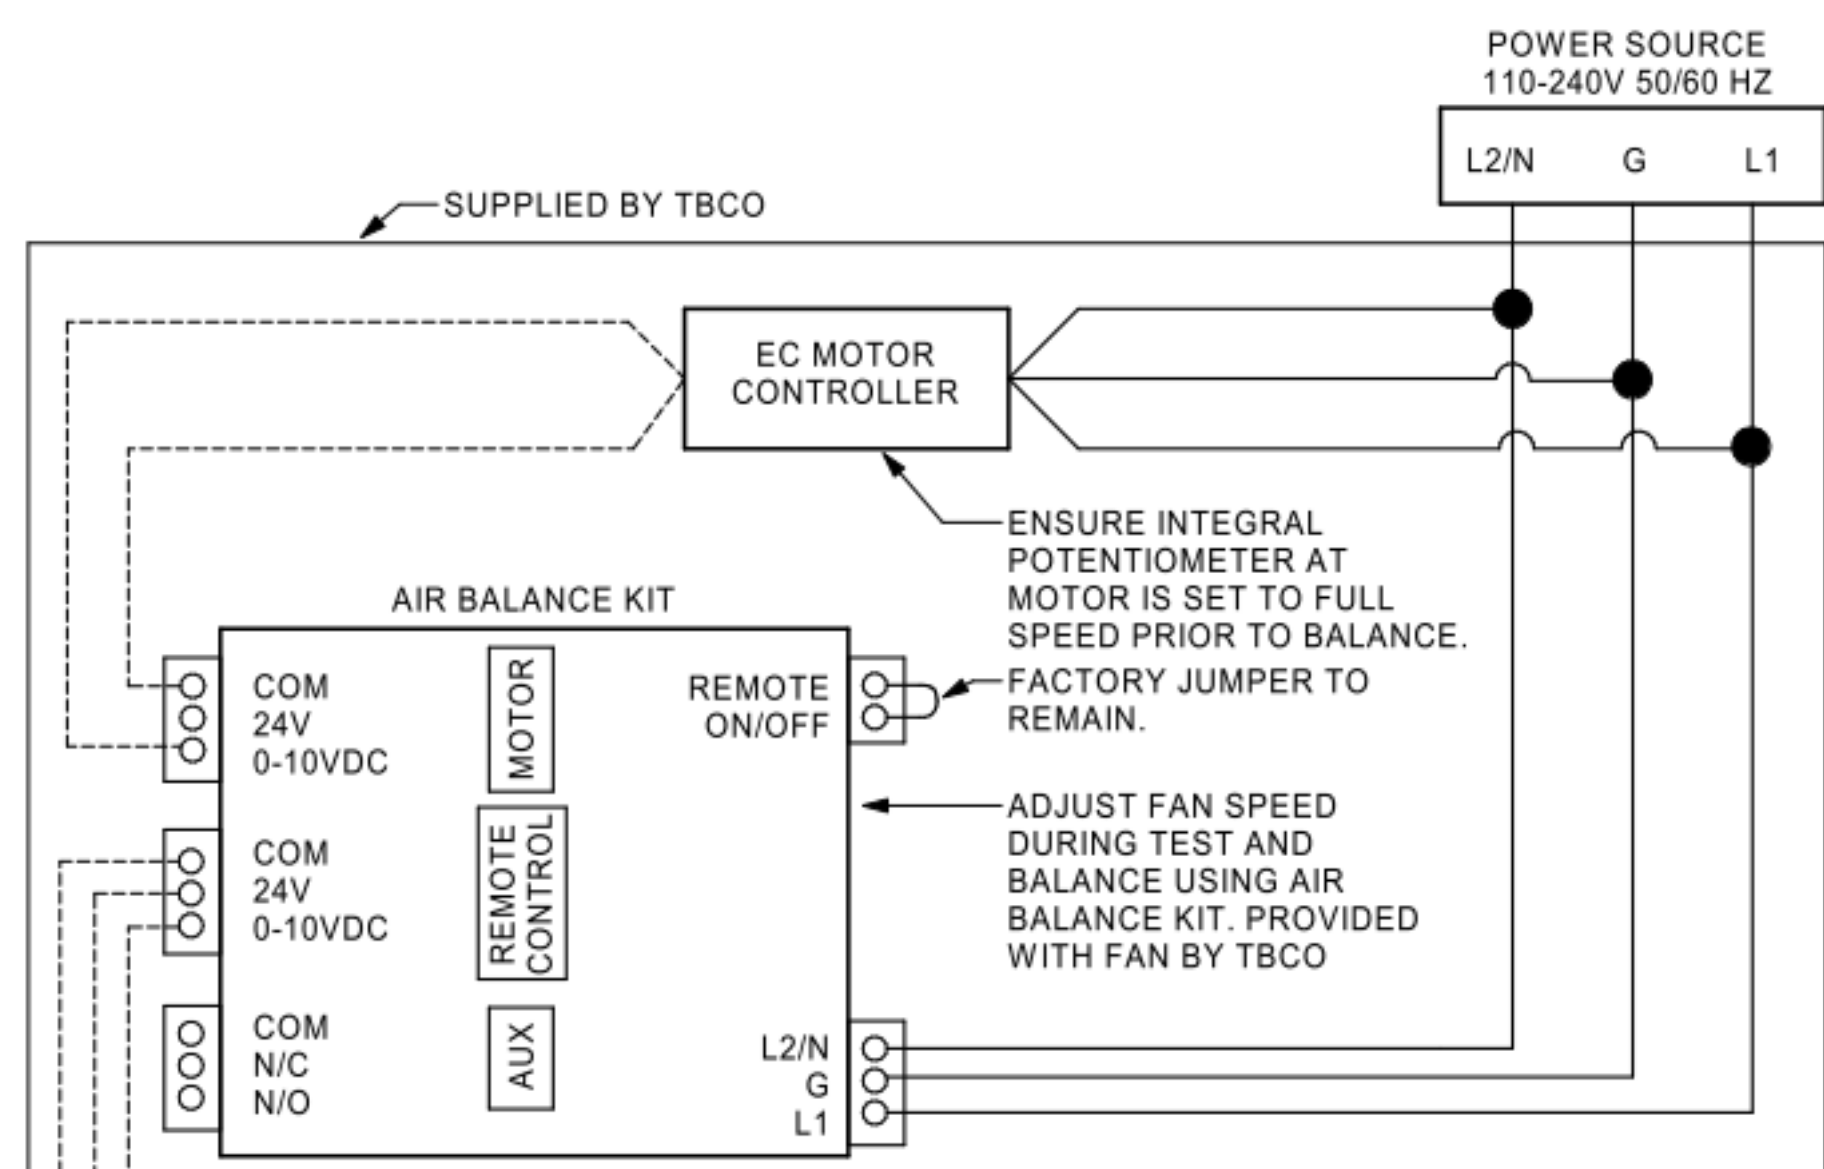 POWER SOURCE
110-240V 50/60 HZ
L2/N G L1
SUPPLIED BY TBCO
EC MOTOR
CONTROLLER
ENSURE INTEGRAL
POTENTIOMETER AT
MOTOR IS SET TO FULL
SPEED PRIOR TO BALANCE.
AIR BALANCE KIT
COM
24V
0-10VDC
MOTOR
REMOTE
ON/OFF
FACTORY JUMPER TO
REMAIN.
COM
24V
0-10VDC
REMOTE
CONTROL
ADJUST FAN SPEED
DURING TEST AND
BALANCE USING AIR
BALANCE KIT. PROVIDED
WITH FAN BY TBCO
COM
N/C
N/O
AUX
L2/N
G
L1